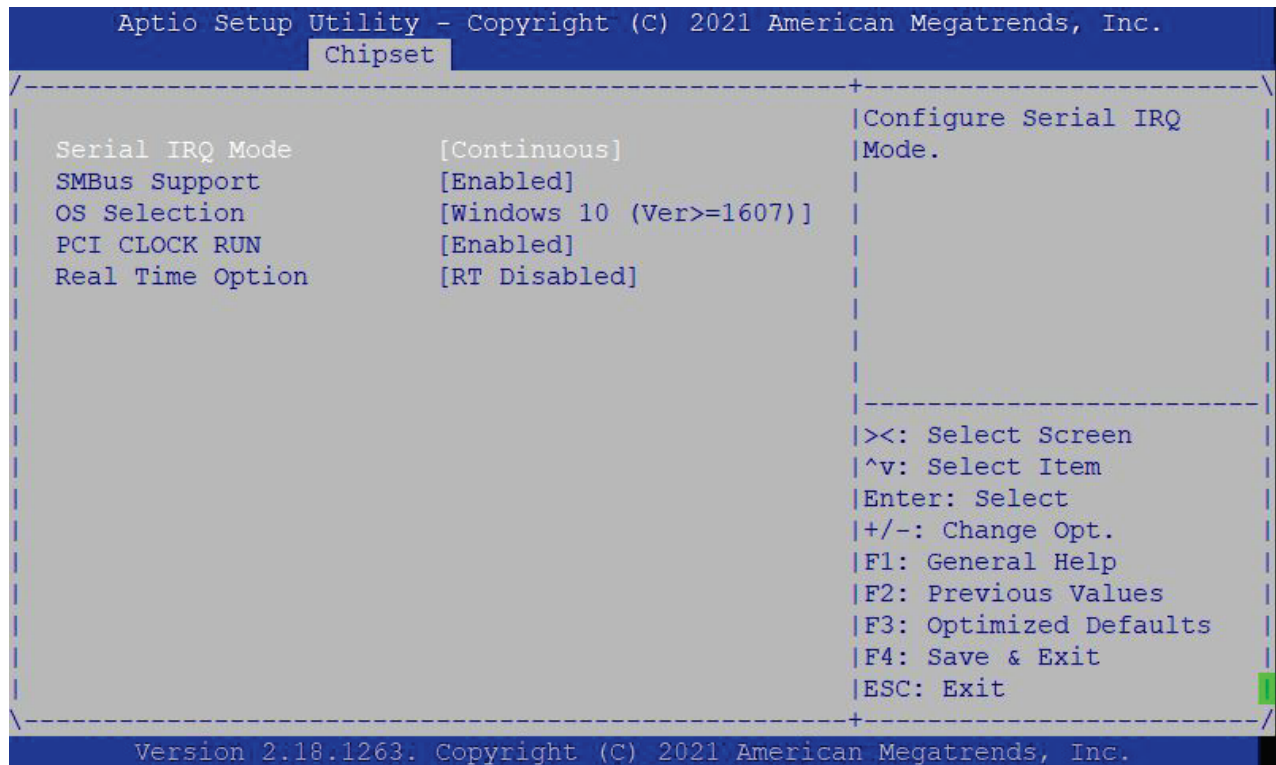 Aptio Setup Utility - Copyright (C) 2021 American Megatrends, Inc.
Chipset
Serial IRQ Mode [Continuous]
SMBus Support [Enabled]
OS Selection [Windows 10 (Ver>=1607)]
PCI CLOCK RUN [Enabled]
Real Time Option [RT Disabled]
Configure Serial IRQ
Mode.
><: Select Screen
^v: Select Item
Enter: Select
+/-: Change Opt.
F1: General Help
F2: Previous Values
F3: Optimized Defaults
F4: Save & Exit
ESC: Exit
Version 2.18.1263. Copyright (C) 2021 American Megatrends, Inc.